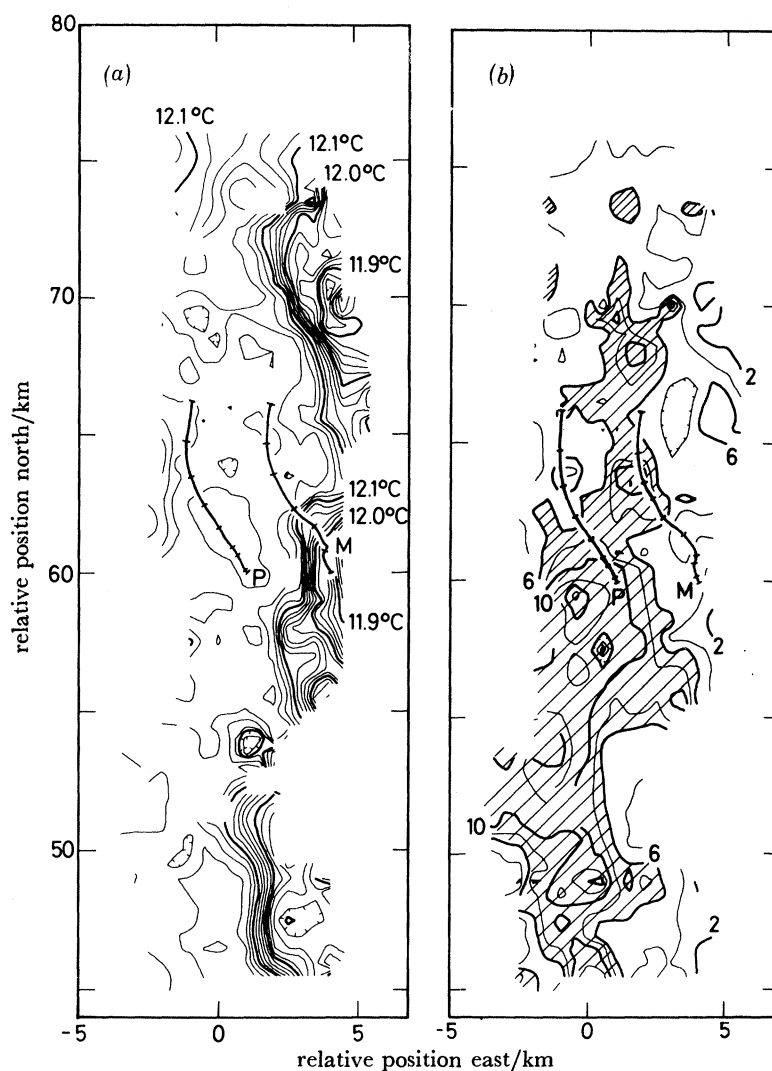 80
70
60
50
relative position north/km
(a)
12.1°C
12.1°C
12.0°C
11.9°C
12.1°C
12.0°C
M
P
11.9°C
-5
0
5
(b)
2
6
6
10
P
M
2
10
6
2
-5
0
5
relative position east/km